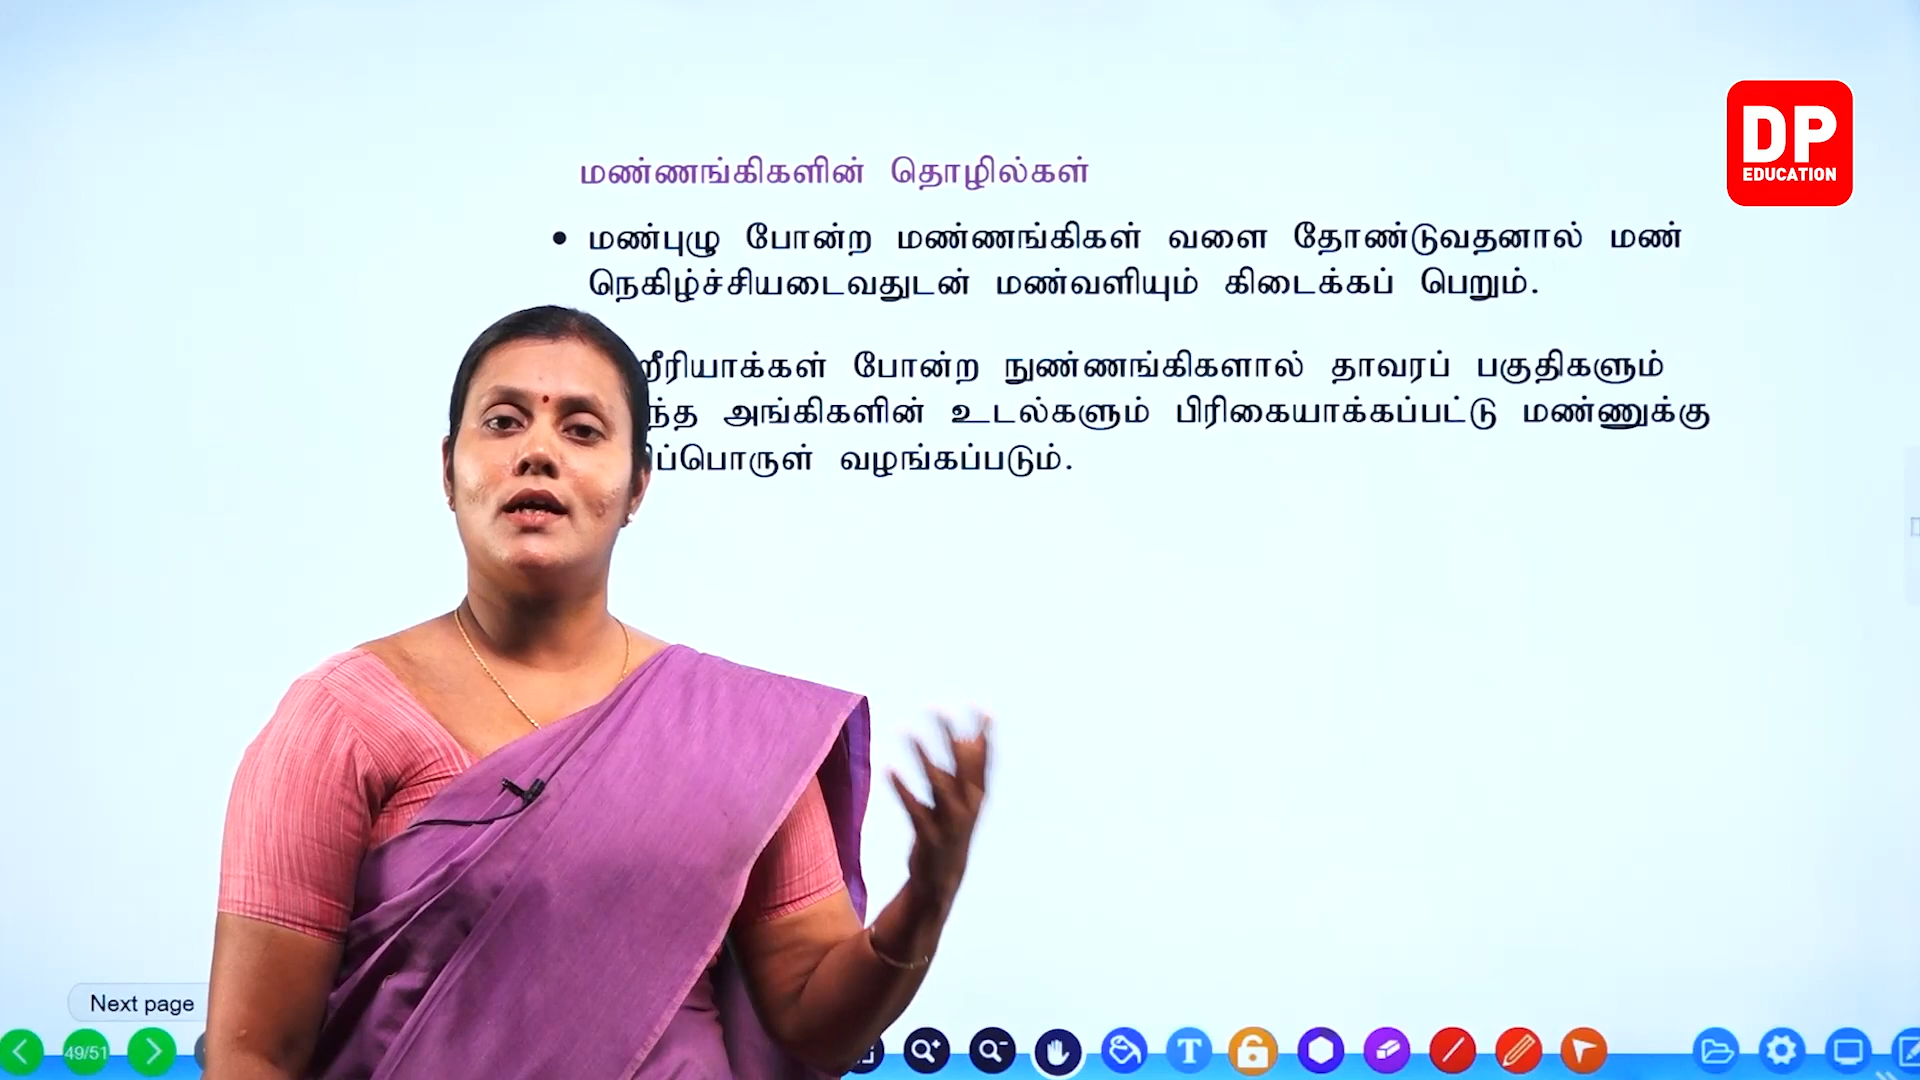 DP
EDUCATION
மண்ணங்கிகளின் தொழில்கள்
• மண்புழு போன்ற மண்ணங்கிகள் வளை தோண்டுவதனால் மண்
நெகிழ்ச்சியடைவதுடன் மண்வளியும் கிடைக்கப் பெறும்.
போன்ற நுண்ணங்கிகளால் தாவரப் பகுதிகளும்
அங்கிகளின் உடல்களும் பிரிகையாக்கப்பட்டு மண்ணுக்கு
வழங்கப்படும்.
Next page
49/51
T